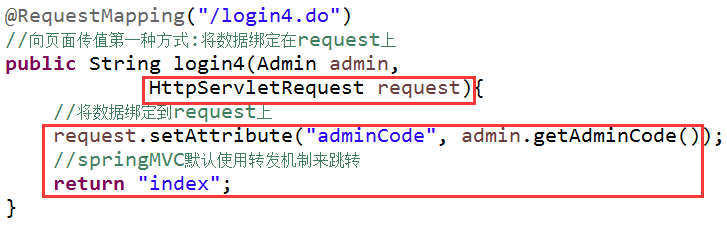 @RequestMapping("/login4.do")
//向页面传值第一种方式:将数据绑定在request上
public String login4(Admin admin,
HttpServletRequest request){
//将数据绑定到request上
request.setAttribute("adminCode", admin.getAdminCode());
//springMVC默认使用转发机制来跳转
return "index";
}